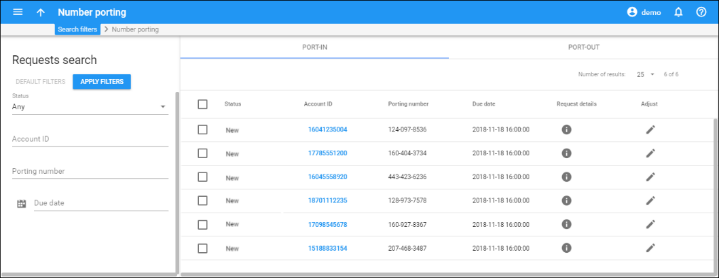 Number porting
demo
Search filters > Number porting
Requests search
DEFAULT FILTERS APPLY FILTERS
Status
Any
Account ID
Porting number
Due date
PORT-IN PORT-OUT
Number of results: 25 6 of 6
Status Account ID Porting number Due date Request details Adjust
New 16041235004 124-097-8536 2018-11-18 16:00:00
New 17785551200 160-404-3734 2018-11-18 16:00:00
New 16045558920 443-423-6236 2018-11-18 16:00:00
New 18701112235 128-973-7578 2018-11-18 16:00:00
New 17098545678 160-927-8367 2018-11-18 16:00:00
New 15188833154 207-468-3487 2018-11-18 16:00:00